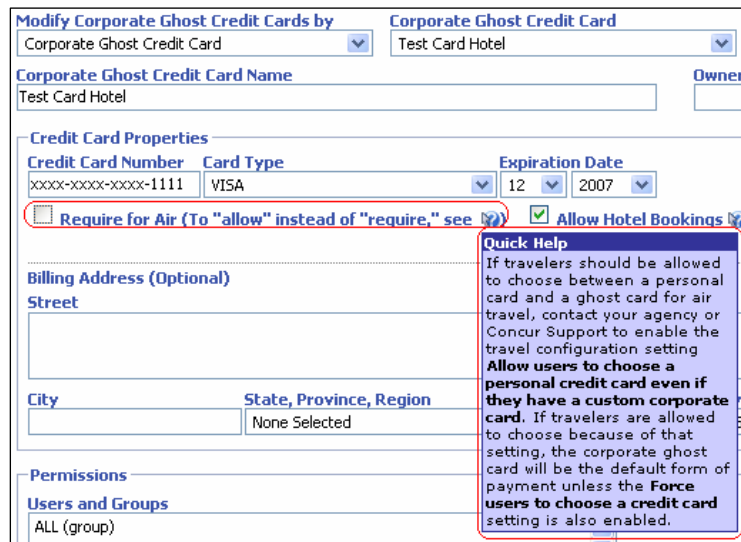 Modify Corporate Ghost Credit Cards by Corporate Ghost Credit Card
Corporate Ghost Credit Card Test Card Hotel
Corporate Ghost Credit Card Name Owner
Test Card Hotel
Credit Card Properties
Credit Card Number Card Type Expiration Date
xxxx-xxxx-xxxx-1111 VISA 12 2007
Require for Air (To "allow" instead of "require," see ) Allow Hotel Bookings
Quick Help
If travelers should be allowed
to choose between a personal
card and a ghost card for air
travel, contact your agency or
Concur Support to enable the
travel configuration setting
Allow users to choose a
personal credit card even if
they have a custom corporate
card. If travelers are allowed
to choose because of that
setting, the corporate ghost
card will be the default form of
payment unless the Force
users to choose a credit card
setting is also enabled.
Billing Address (Optional)
Street
City State, Province, Region
None Selected
Permissions
Users and Groups
ALL (group)